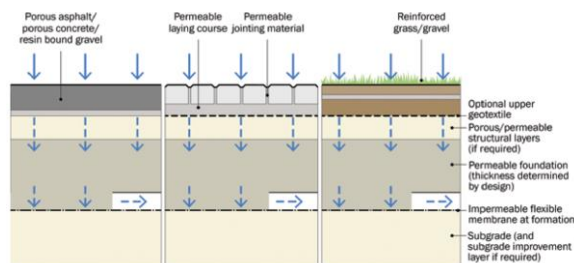 Porous asphalt/
porous concrete/
resin bound gravel
Permeable
laying course
Permeable
jointing material
Reinforced
grass/gravel
Optional upper
geotextile
Porous/permeable
structural layers
(if required)
Permeable foundation
(thickness determined
by design)
Impermeable flexible
membrane at formation
Subgrade (and
subgrade improvement
layer if required)